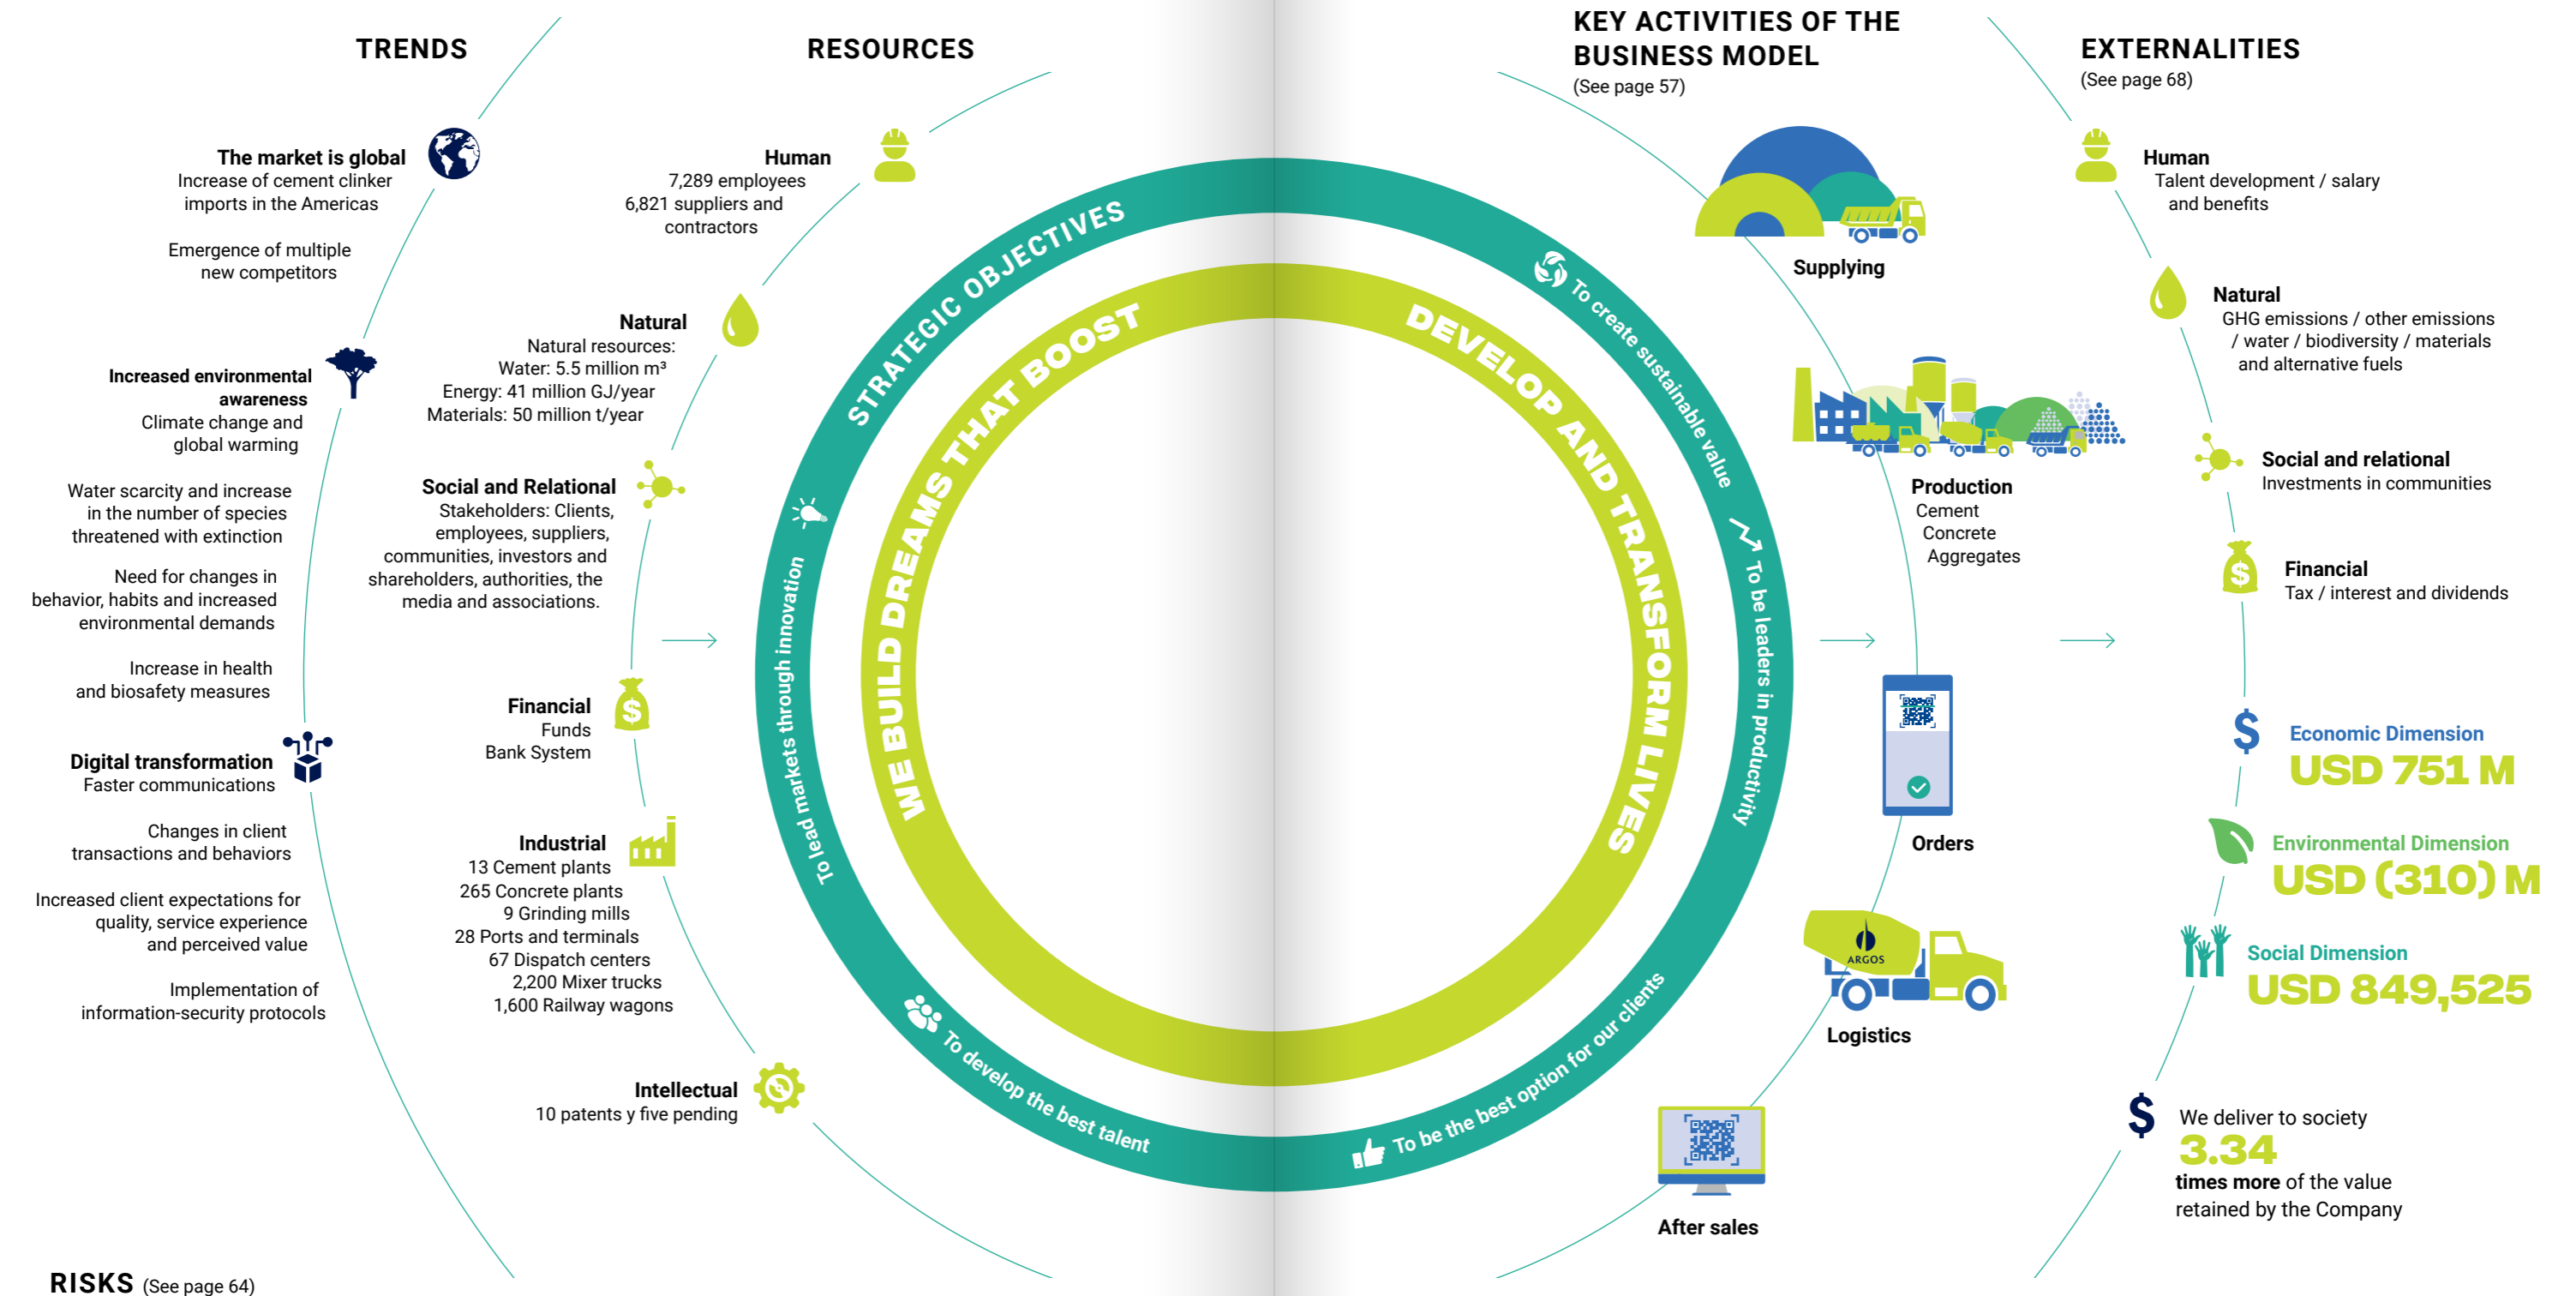 TRENDS
The market is global
Increase of cement clinker
imports in the Americas
Emergence of multiple
new competitors
Increased environmental
awareness
Climate change and
global warming
Water scarcity and increase
in the number of species
threatened with extinction
Need for changes in
behavior, habits and increased
environmental demands
Increase in health
and biosafety measures
Digital transformation
Faster communications
Changes in client
transactions and behaviors
Increased client expectations for
quality, service experience
and perceived value
Implementation of
information-security protocols
RISKS (See page 64)
RESOURCES
Human
7,289 employees
6,821 suppliers and
contractors
Natural
Natural resources:
Water: 5.5 million m³
Energy: 41 million GJ/year
Materials: 50 million t/year
Social and Relational
Stakeholders: Clients,
employees, suppliers,
communities, investors and
shareholders, authorities, the
media and associations.
Financial
Funds
Bank System
Industrial
13 Cement plants
265 Concrete plants
9 Grinding mills
28 Ports and terminals
67 Dispatch centers
2,200 Mixer trucks
1,600 Railway wagons
Intellectual
10 patents y five pending
STRATEGIC OBJECTIVES
To create sustainable value
To be leaders in productivity
To be the best option for our clients
To develop the best talent
To lead markets through innovation
WE BUILD DREAMS THAT BOOST
DEVELOP AND TRANSFORM LIVES
KEY ACTIVITIES OF THE
BUSINESS MODEL
(See page 57)
Supplying
Production
Cement
Concrete
Aggregates
Orders
ARGOS
Logistics
After sales
EXTERNALITIES
(See page 68)
Human
Talent development / salary
and benefits
Natural
GHG emissions / other emissions
/ water / biodiversity / materials
and alternative fuels
Social and relational
Investments in communities
Financial
Tax / interest and dividends
Economic Dimension
USD 751 M
Environmental Dimension
USD (310) M
Social Dimension
USD 849,525
We deliver to society
3.34
times more of the value
retained by the Company